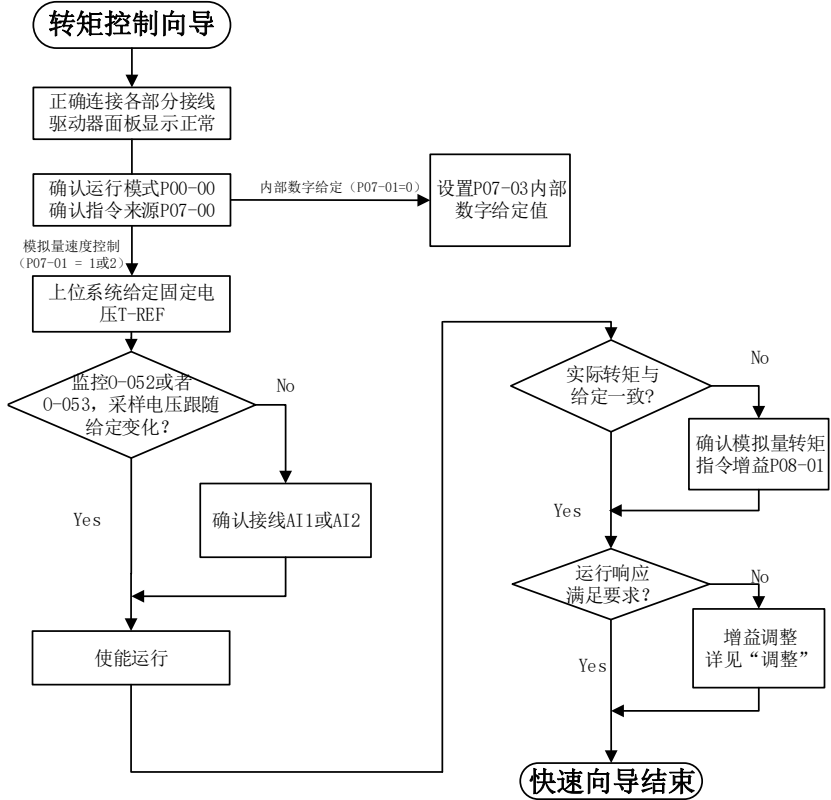 转矩控制向导
正确连接各部分接线
驱动器面板显示正常
确认运行模式P00-00
确认指令来源P07-00
内部数字给定（P07-01=0）
设置P07-03内部
数字给定值
模拟量速度控制
（P07-01 = 1或2）
上位系统给定固定电
压T-REF
监控0-052或者
0-053，采样电压跟随
给定变化？
No
Yes
确认接线AI1或AI2
使能运行
实际转矩与
给定一致？
No
确认模拟量转矩
指令增益P08-01
Yes
运行响应
满足要求？
No
增益调整
详见“调整”
Yes
快速向导结束